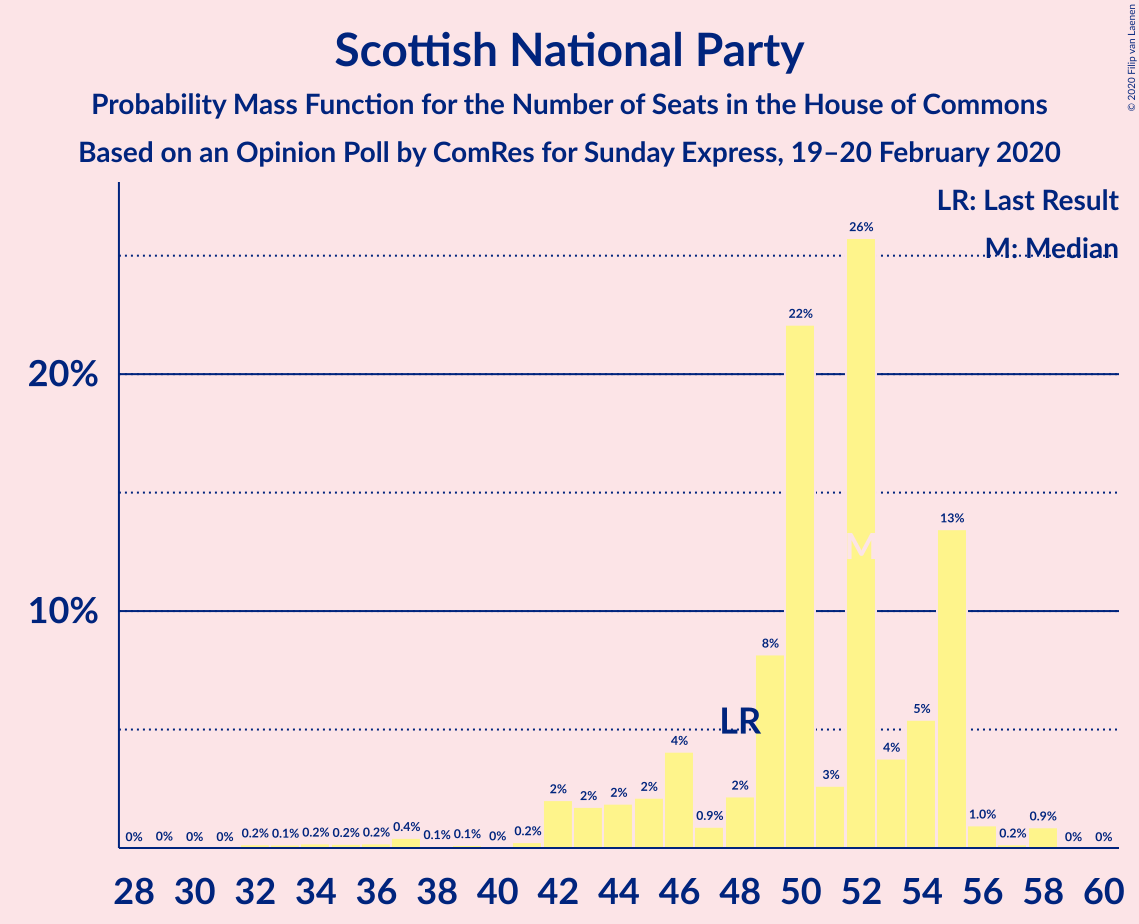 Scottish National Party
Probability Mass Function for the Number of Seats in the House of Commons
Based on an Opinion Poll by ComRes for Sunday Express, 19–20 February 2020
© 2020 Filip van Laenen
LR: Last Result
M: Median
20%
10%
0% 0% 0% 0% 0.2% 0.1% 0.2% 0.2% 0.2% 0.4% 0.1% 0.1% 0% 0.2% 2% 2% 2% 2% 4% 0.9% 2% 8% 22% 3% 26% 4% 5% 13% 1.0% 0.2% 0.9% 0% 0%
LR
M
28 30 32 34 36 38 40 42 44 46 48 50 52 54 56 58 60